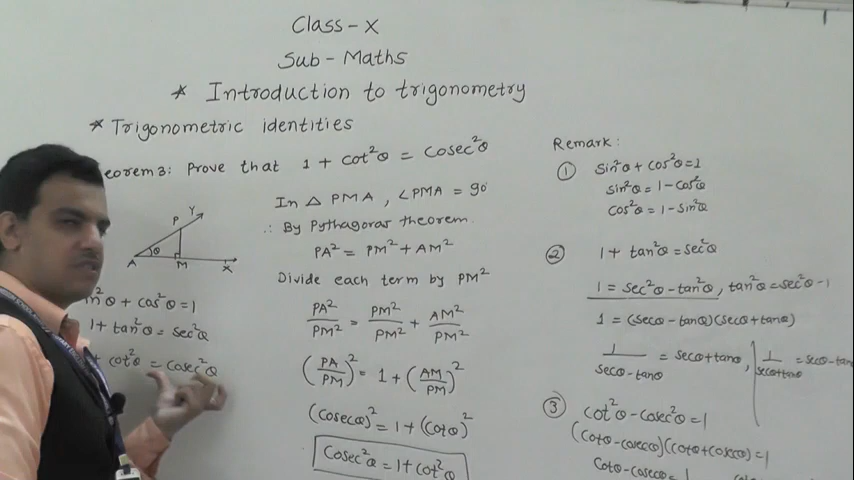 Class - X
Sub - Maths
* Introduction to trigonometry
* Trigonometric identities
eorem 3: Prove that 1 + cot²θ = cosec²θ
In △ PMA, ∠PMA = 90°
∴ By Pythagoras theorem.
PA² = PM² + AM²
Divide each term by PM²
PA²/PM² = PM²/PM² + AM²/PM²
(PA/PM)² = 1 + (AM/PM)²
(cosecθ)² = 1 + (cotθ)²
Cosec²θ = 1 + cot²θ
A θ P Y M X
n²θ + cos²θ = 1
1 + tan²θ = sec²θ
+ cot²θ = cosec²θ
Remark:
① sin²θ + cos²θ = 1
sin²θ = 1 - cos²θ
cos²θ = 1 - sin²θ
② 1 + tan²θ = sec²θ
1 = sec²θ - tan²θ, tan²θ = sec²θ - 1
1 = (secθ - tanθ)(secθ + tanθ)
1/secθ - tanθ = secθ + tanθ, 1/secθ + tanθ = secθ - tanθ
③ cot²θ - cosec²θ = 1
(cotθ - cosecθ)(cotθ + cosecθ) = 1
cotθ - cosecθ = 1